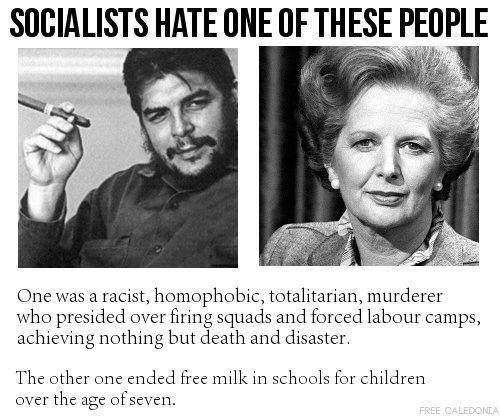 SOCIALISTS HATE ONE OF THESE PEOPLE
One was a racist, homophobic, totalitarian, murderer
who presided over firing squads and forced labour camps,
achieving nothing but death and disaster.
The other one ended free milk in schools for children
over the age of seven.
FREE CALEDONIA